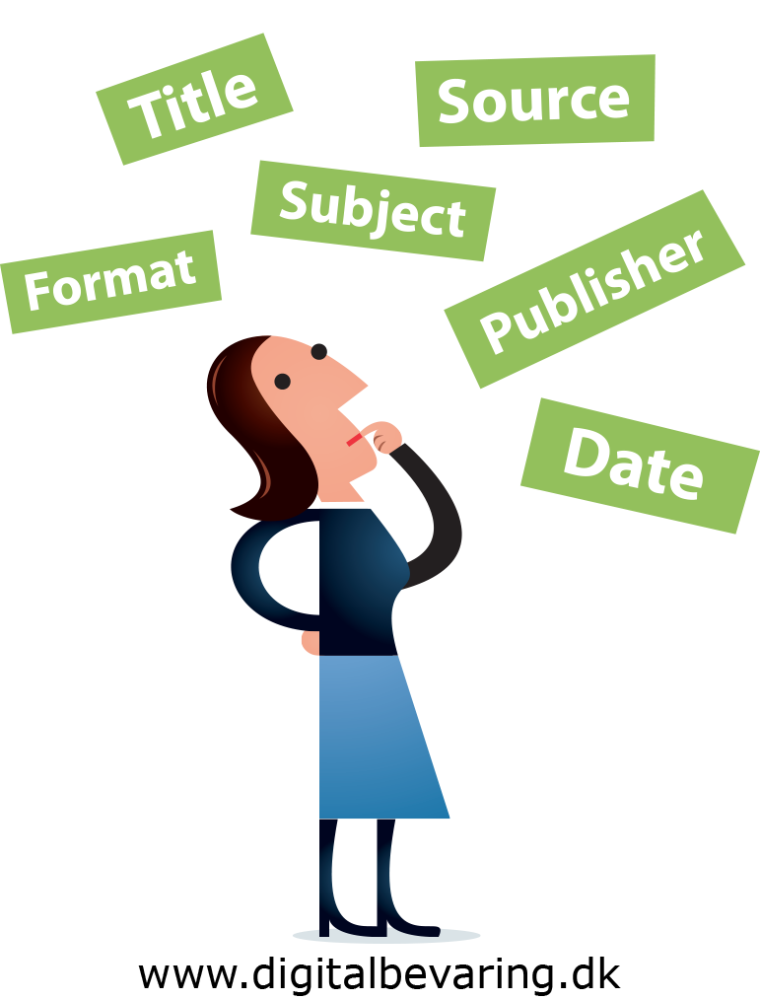 Title
Source
Subject
Format
Publisher
Date
www.digitalbevaring.dk